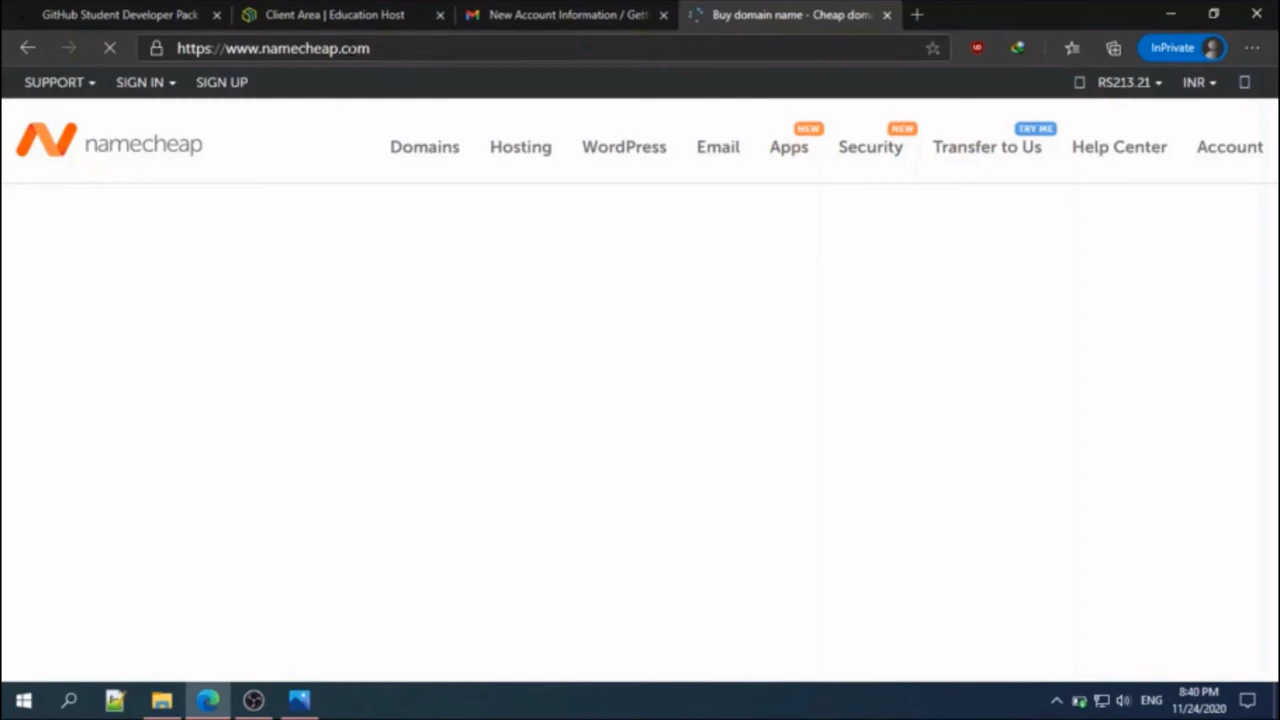 GitHub Student Developer Pack
Client Area | Education Host
New Account Information / Gett
Buy domain name - Cheap dom
https://www.namecheap.com
InPrivate
SUPPORT
SIGN IN
SIGN UP
RS213.21
INR
namecheap
Domains
Hosting
WordPress
Email
NEW
Apps
NEW
Security
TRY ME
Transfer to Us
Help Center
Account
ENG
8:40 PM
11/24/2020